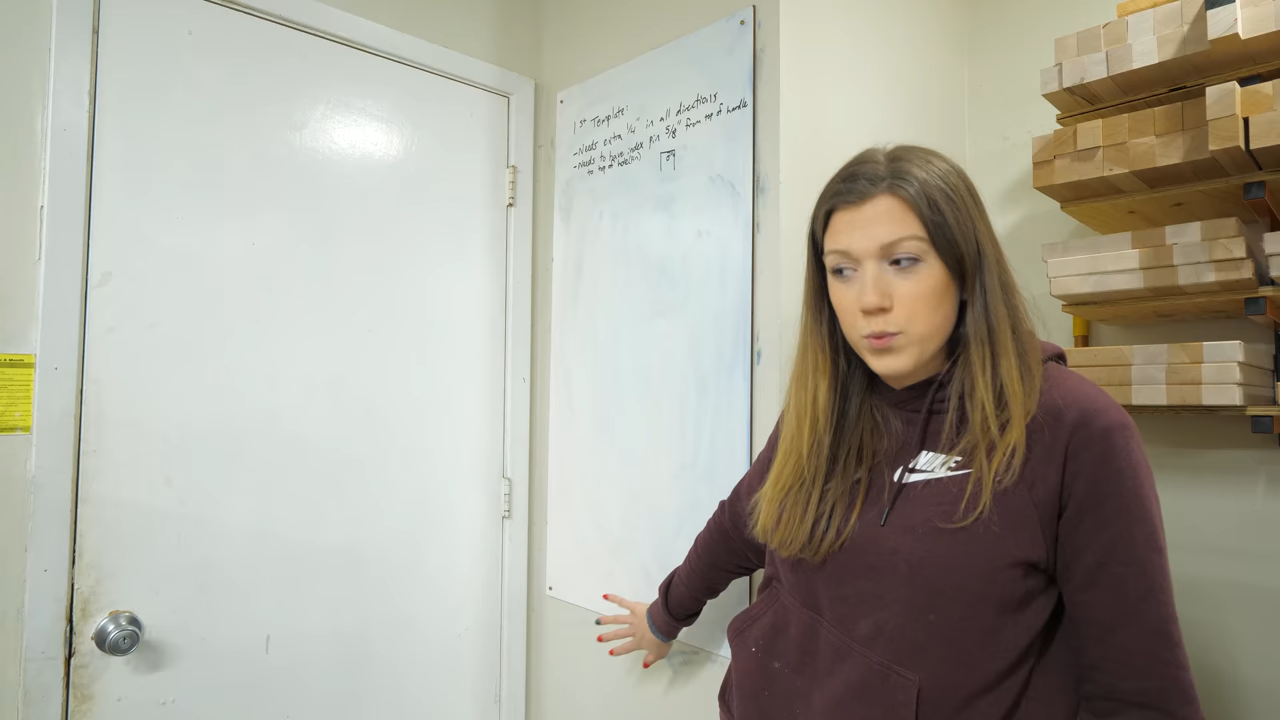 1st Template:
-Needs extra 1/4" in all directions
-Needs to have index pin 5/8" from top of handle
to top of hole(pin)
NIKE